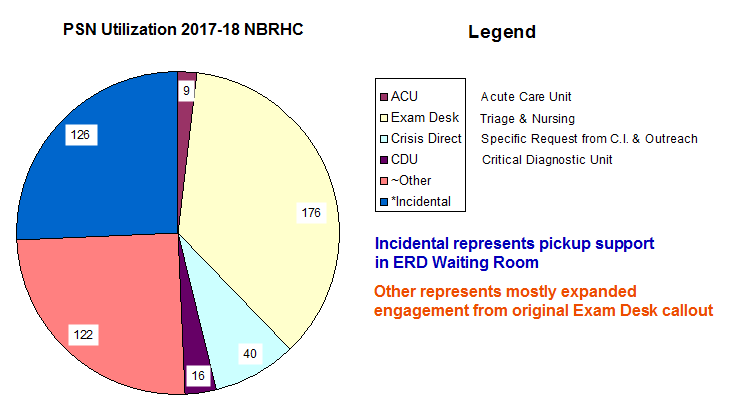 PSN Utilization 2017-18 NBRHC
Legend
9
176
40
16
122
126
ACU Acute Care Unit
Exam Desk Triage & Nursing
Crisis Direct Specific Request from C.I. & Outreach
CDU Critical Diagnostic Unit
~Other
*Incidental
Incidental represents pickup support
in ERD Waiting Room
Other represents mostly expanded
engagement from original Exam Desk callout